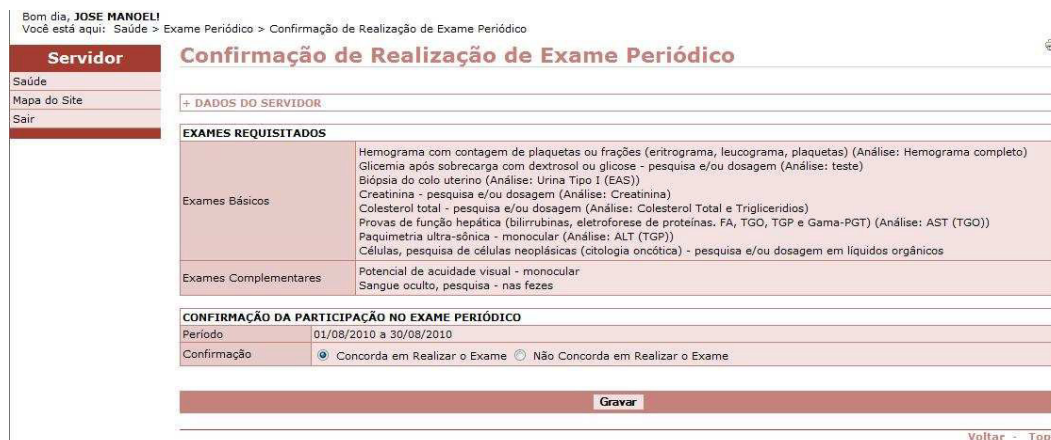 Bom dia, JOSE MANOEL!
Você está aqui: Saúde > Exame Periódico > Confirmação de Realização de Exame Periódico
Servidor
Saúde
Mapa do Site
Sair
Confirmação de Realização de Exame Periódico
+ DADOS DO SERVIDOR
EXAMES REQUISITADOS
Exames Básicos
Hemograma com contagem de plaquetas ou frações (eritrograma, leucograma, plaquetas) (Análise: Hemograma completo)
Glicemia após sobrecarga com dextrosol ou glicose - pesquisa e/ou dosagem (Análise: teste)
Biópsia do colo uterino (Análise: Urina Tipo I (EAS))
Creatinina - pesquisa e/ou dosagem (Análise: Creatinina)
Colesterol total - pesquisa e/ou dosagem (Análise: Colesterol Total e Trigliceridios)
Provas de função hepática (bilirrubinas, eletroforese de proteínas. FA, TGO, TGP e Gama-PGT) (Análise: AST (TGO))
Paquimetria ultra-sônica - monocular (Análise: ALT (TGP))
Células, pesquisa de células neoplásicas (citologia oncótica) - pesquisa e/ou dosagem em líquidos orgânicos
Exames Complementares
Potencial de acuidade visual - monocular
Sangue oculto, pesquisa - nas fezes
CONFIRMAÇÃO DA PARTICIPAÇÃO NO EXAME PERIÓDICO
Período 01/08/2010 a 30/08/2010
Confirmação Concorda em Realizar o Exame Não Concorda em Realizar o Exame
Gravar
Voltar - Top